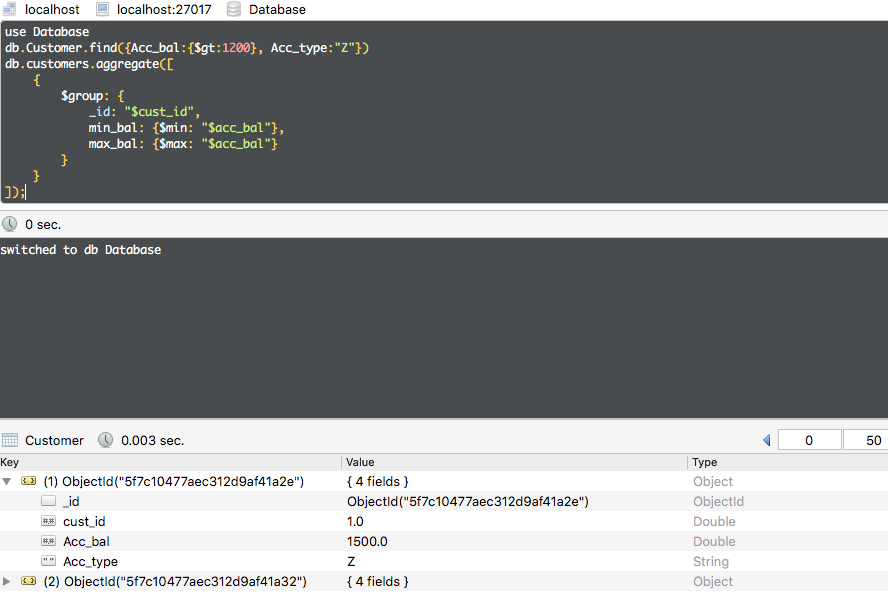 localhost localhost:27017 Database
use Database
db.Customer.find({Acc_bal:{$gt:1200}, Acc_type:"Z"})
db.customers.aggregate([
    {
        $group: {
            _id: "$cust_id",
            min_bal: {$min: "$acc_bal"},
            max_bal: {$max: "$acc_bal"}
        }
    }
]);
0 sec.
switched to db Database
Customer 0.003 sec. 0 50
Key Value Type
(1) ObjectId("5f7c10477aec312d9af41a2e") { 4 fields } Object
_id ObjectId("5f7c10477aec312d9af41a2e") ObjectId
## cust_id 1.0 Double
## Acc_bal 1500.0 Double
" " Acc_type Z String
(2) ObjectId("5f7c10477aec312d9af41a32") { 4 fields } Object